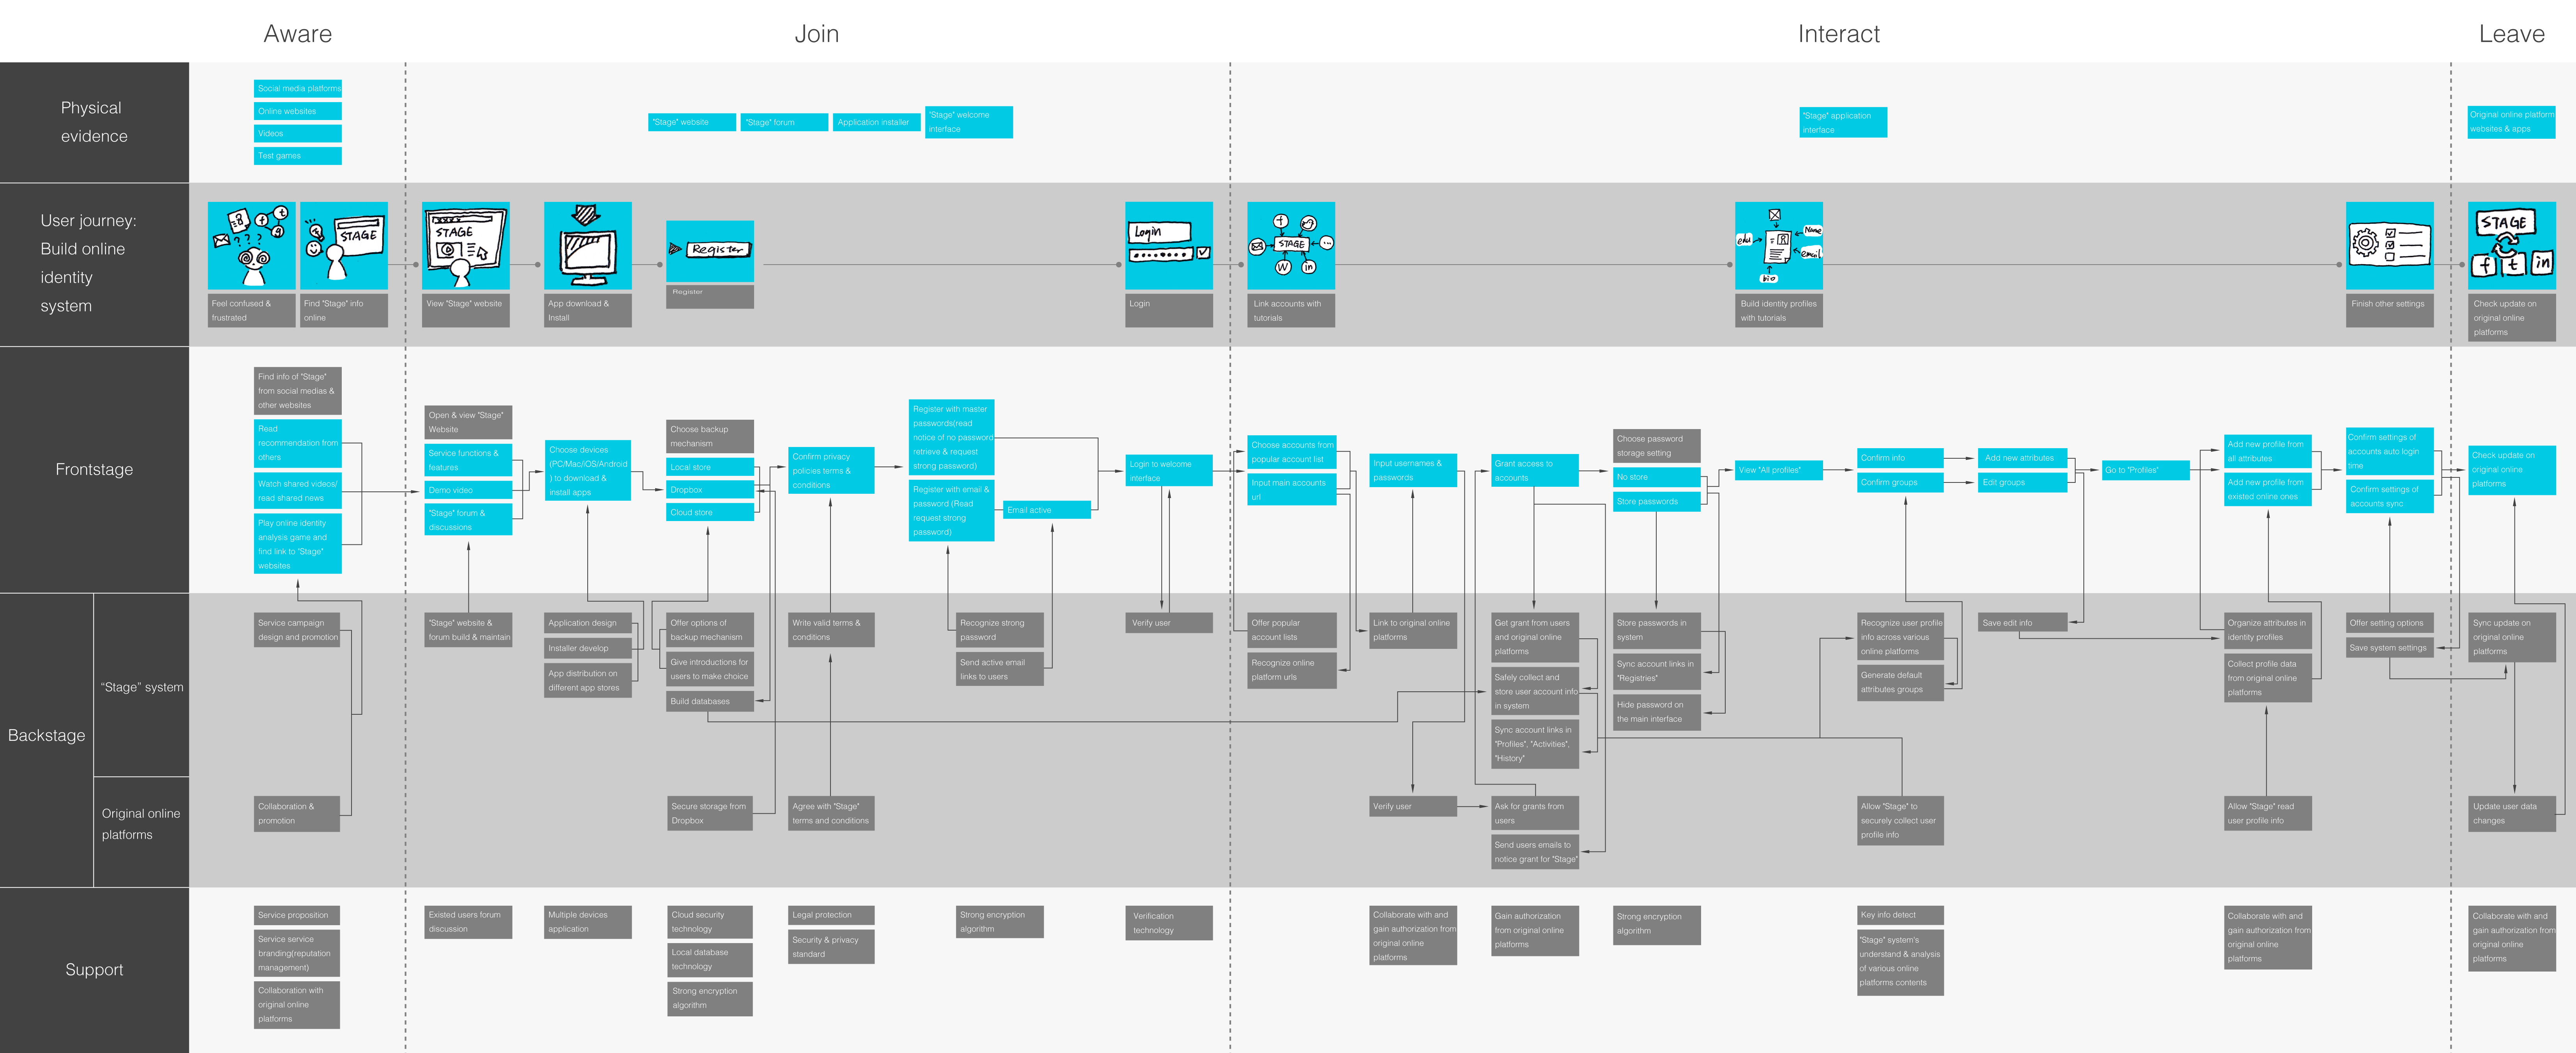 Aware
Join
Interact
Leave
Physical
evidence
Social media platforms
Online websites
Videos
Test games
"Stage" website
"Stage" forum
Application installer
"Stage" welcome
interface
"Stage" application
interface
Original online platform
websites & apps
User journey:
Build online
identity
system
STAGE
STAGE
Register
Login
STAGE
Name
email
bio
STAGE
Feel confused &
frustrated
Find "Stage" info
online
View "Stage" website
App download &
Install
Register
Login
Link accounts with
tutorials
Build identity profiles
with tutorials
Finish other settings
Check update on
original online
platforms
Frontstage
Find info of "Stage"
from social medias &
other websites
Read
recommendation from
others
Watch shared videos/
read shared news
Play online identity
analysis game and
find link to "Stage"
websites
Open & view "Stage"
Website
Service functions &
features
Demo video
"Stage" forum &
discussions
Choose devices
(PC/Mac/iOS/Android
) to download &
install apps
Choose backup
mechanism
Local store
Dropbox
Cloud store
Confirm privacy
policies terms &
conditions
Register with master
passwords(read
notice of no password
retrieve & request
strong password)
Register with email &
password (Read
request strong
password)
Email active
Login to welcome
interface
Choose accounts from
popular account list
Input main accounts
url
Input usernames &
passwords
Grant access to
accounts
Choose password
storage setting
No store
Store passwords
View "All profiles"
Confirm info
Confirm groups
Add new attributes
Edit groups
Go to "Profiles"
Add new profile from
all attributes
Add new profile from
existed online ones
Confirm settings of
accounts auto login
time
Confirm settings of
accounts sync
Check update on
original online
platforms
Backstage
"Stage" system
Service campaign
design and promotion
"Stage" website &
forum build & maintain
Application design
Installer develop
App distribution on
different app stores
Offer options of
backup mechanism
Give introductions for
users to make choice
Build databases
Write valid terms &
conditions
Recognize strong
password
Send active email
links to users
Verify user
Offer popular
account lists
Recognize online
platform urls
Link to original online
platforms
Get grant from users
and original online
platforms
Safely collect and
store user account info
in system
Sync account links in
"Profiles", "Activities",
"History"
Store passwords in
system
Sync account links in
"Registries"
Hide password on
the main interface
Recognize user profile
info across various
online platforms
Generate default
attributes groups
Save edit info
Organize attributes in
identity profiles
Collect profile data
from original online
platforms
Offer setting options
Save system settings
Sync update on
original online
platforms
Original online
platforms
Collaboration &
promotion
Secure storage from
Dropbox
Agree with "Stage"
terms and conditions
Verify user
Ask for grants from
users
Send users emails to
notice grant for "Stage"
Allow "Stage" to
securely collect user
profile info
Allow "Stage" read
user profile info
Update user data
changes
Support
Service proposition
Service service
branding(reputation
management)
Collaboration with
original online
platforms
Existed users forum
discussion
Multiple devices
application
Cloud security
technology
Local database
technology
Strong encryption
algorithm
Legal protection
Security & privacy
standard
Strong encryption
algorithm
Verification
technology
Collaborate with and
gain authorization from
original online
platforms
Gain authorization
from original online
platforms
Strong encryption
algorithm
Key info detect
"Stage" system's
understand & analysis
of various online
platforms contents
Collaborate with and
gain authorization from
original online
platforms
Collaborate with and
gain authorization from
original online
platforms